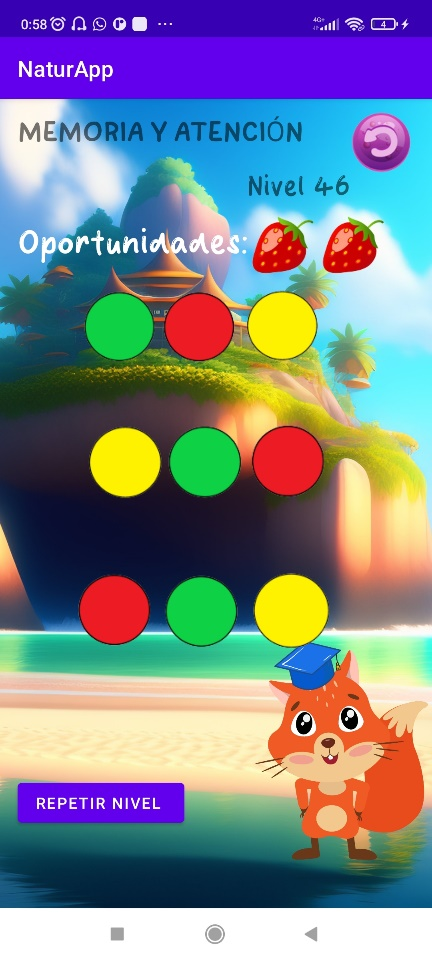 0:58
4G+
4
NaturApp
MEMORIA Y ATENCIÓN
Nivel 46
Oportunidades:
REPETIR NIVEL